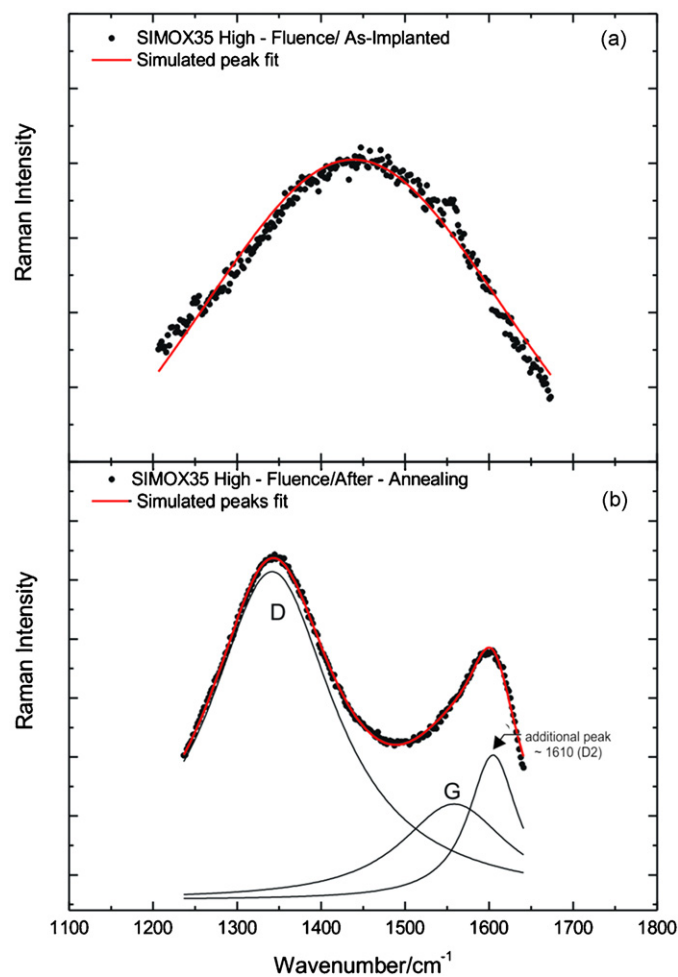 SIMOX35 High - Fluence/ As-Implanted
(a)
Simulated peak fit
Raman Intensity
SIMOX35 High - Fluence/After - Annealing
(b)
Simulated peaks fit
Raman Intensity
D
additional peak
~ 1610 (D2)
G
1100 1200 1300 1400 1500 1600 1700 1800
Wavenumber/cm-1